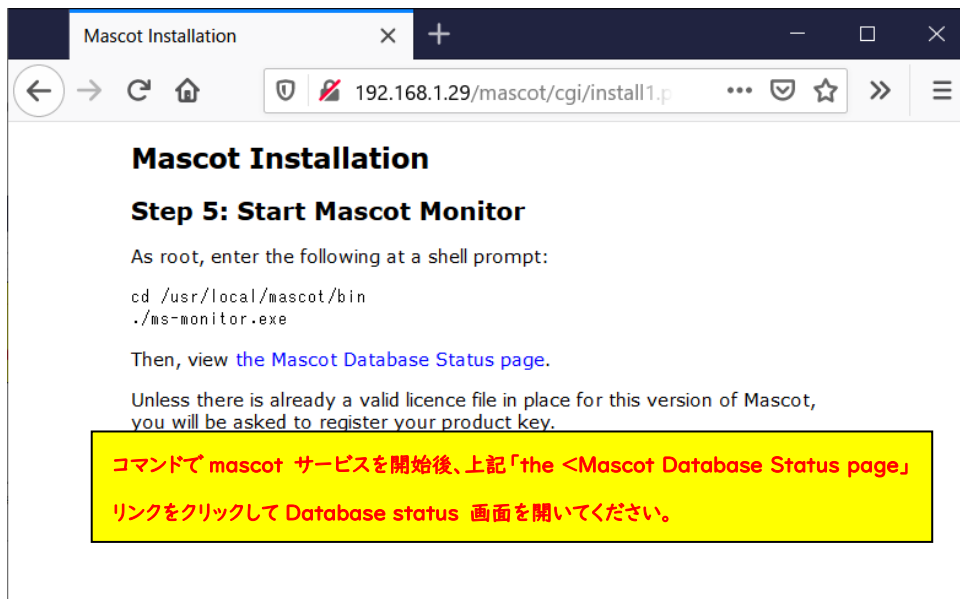 Mascot Installation
192.168.1.29/mascot/cgi/install1.p
Mascot Installation
Step 5: Start Mascot Monitor
As root, enter the following at a shell prompt:
cd /usr/local/mascot/bin
./ms-monitor.exe
Then, view the Mascot Database Status page.
Unless there is already a valid licence file in place for this version of Mascot,
you will be asked to register your product key.
コマンドで mascot サービスを開始後、上記「the <Mascot Database Status page」
リンクをクリックして Database status 画面を開いてください。